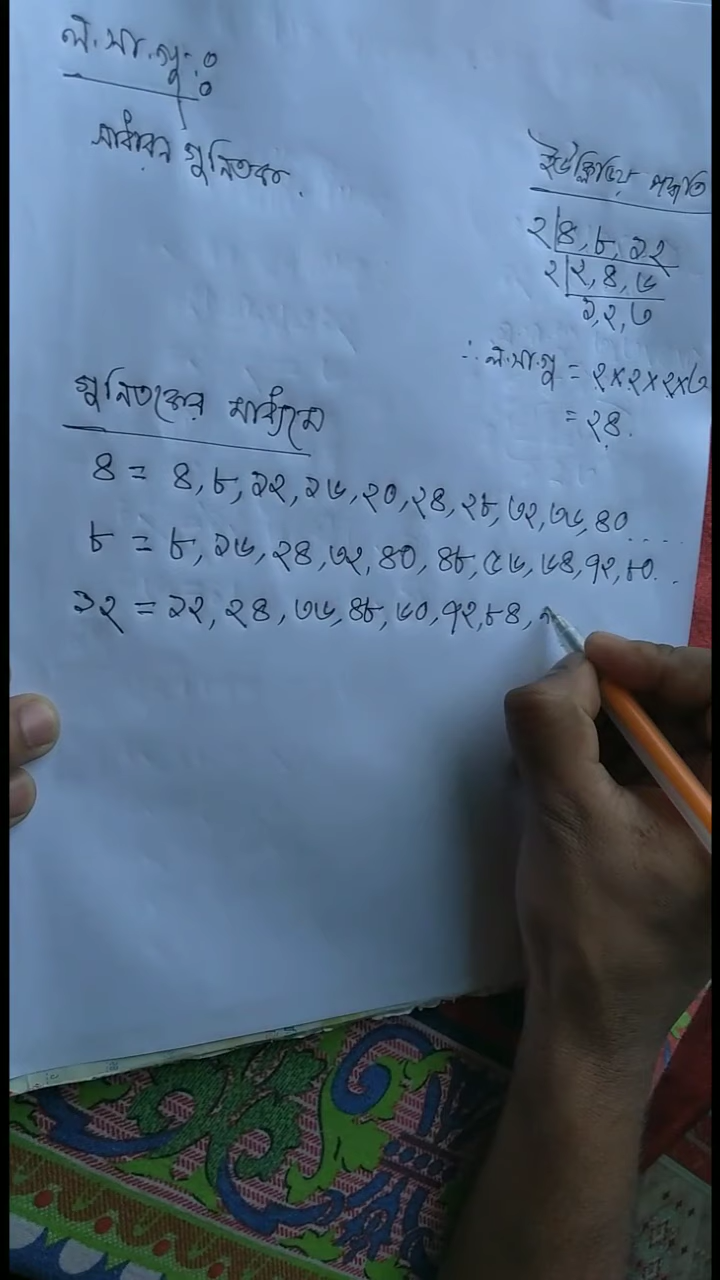 ল. সা. গু.ঃ
সাধারন গুনিতক.
ইউক্লিডিয় পদ্ধতি
২|৪, ৮, ১২
২|২, ৪, ৬
১, ২, ৩
∴ ল. সা. গু = ২×২×২×৩
= ২৪.
গুনিতকের মাধ্যমে
৪ = ৪, ৮, ১২, ১৬, ২০, ২৪, ২৮, ৩২, ৩৬, ৪০....
৮ = ৮, ১৬, ২৪, ৩২, ৪০, ৪৮, ৫৬, ৬৪, ৭২, ৮০...
১২ = ১২, ২৪, ৩৬, ৪৮, ৬০, ৭২, ৮৪,